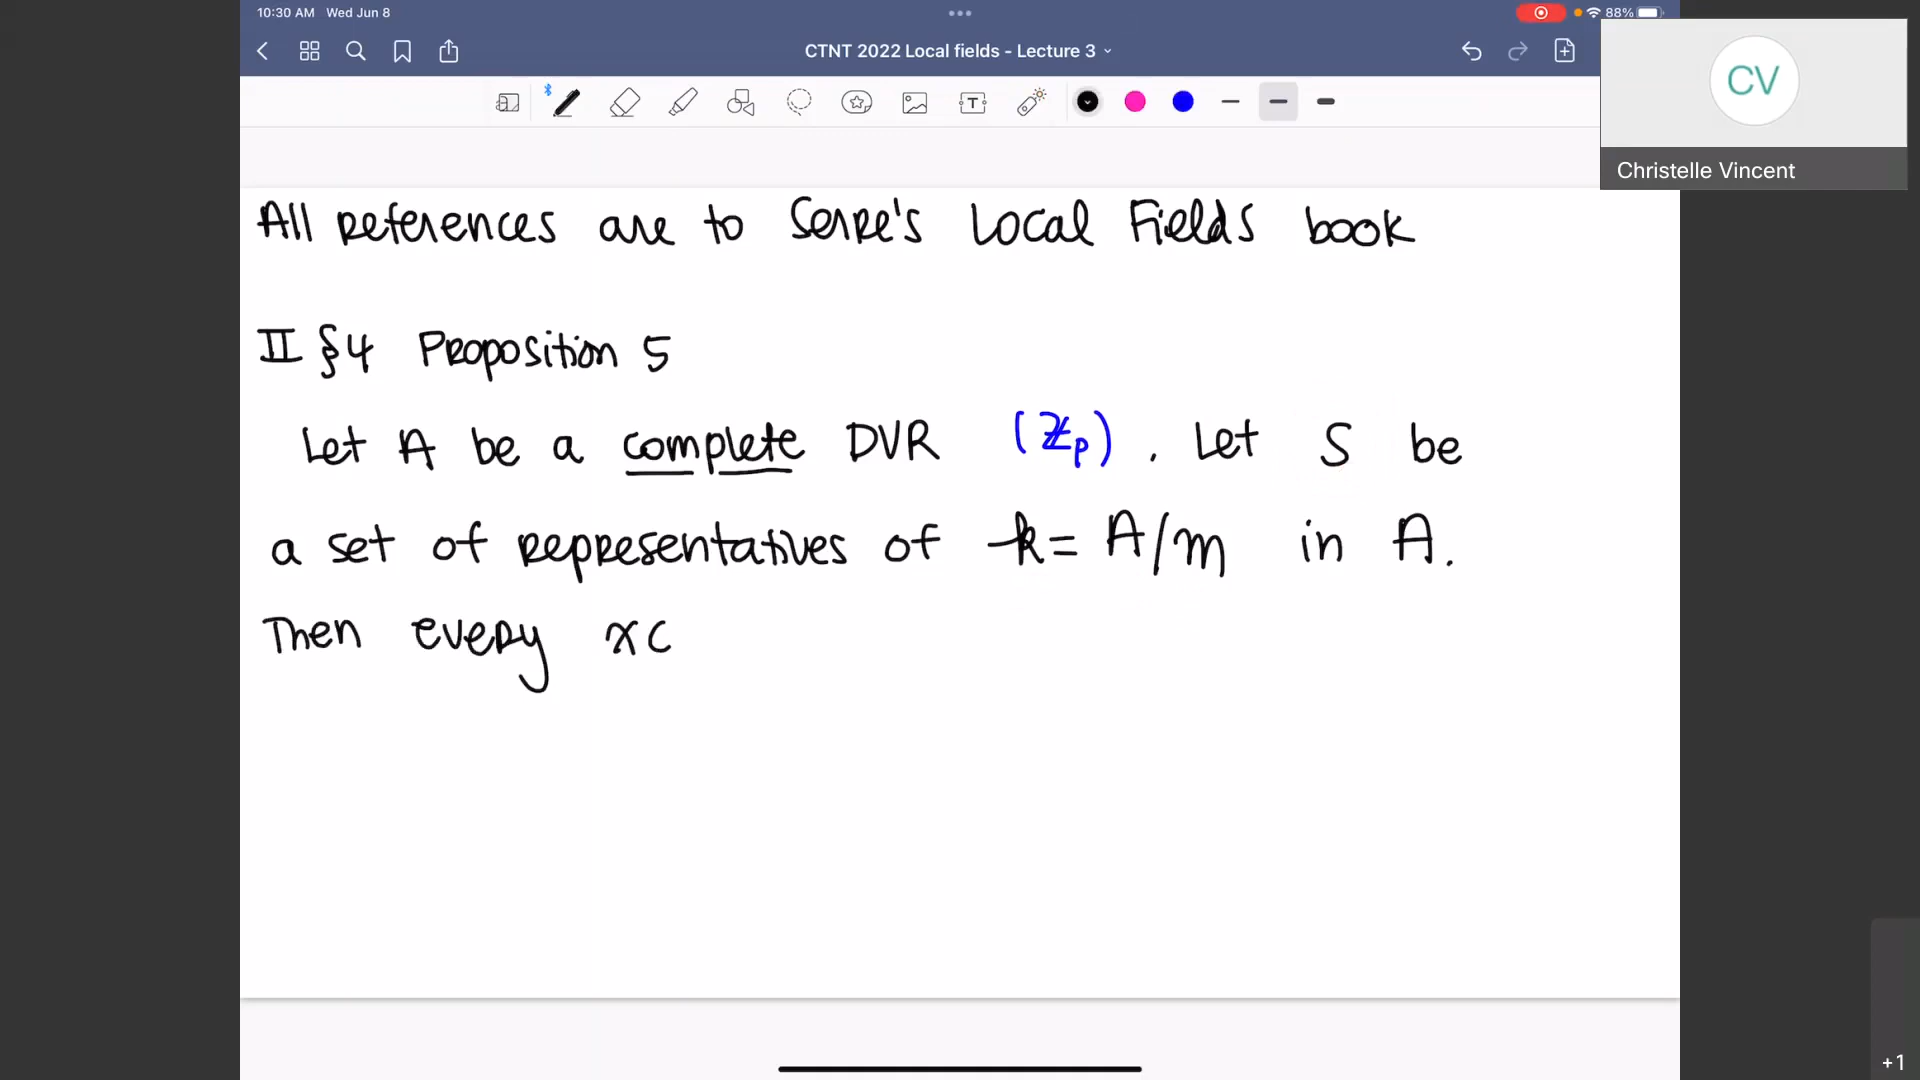 10:30 AM Wed Jun 8
88%
CTNT 2022 Local fields - Lecture 3
T
CV
Christelle Vincent
All references are to Serre's Local Fields book
II §4 Proposition 5
Let A be a complete DVR (ℤp). Let S be
a set of representatives of k = A/m in A.
Then every x c
+1